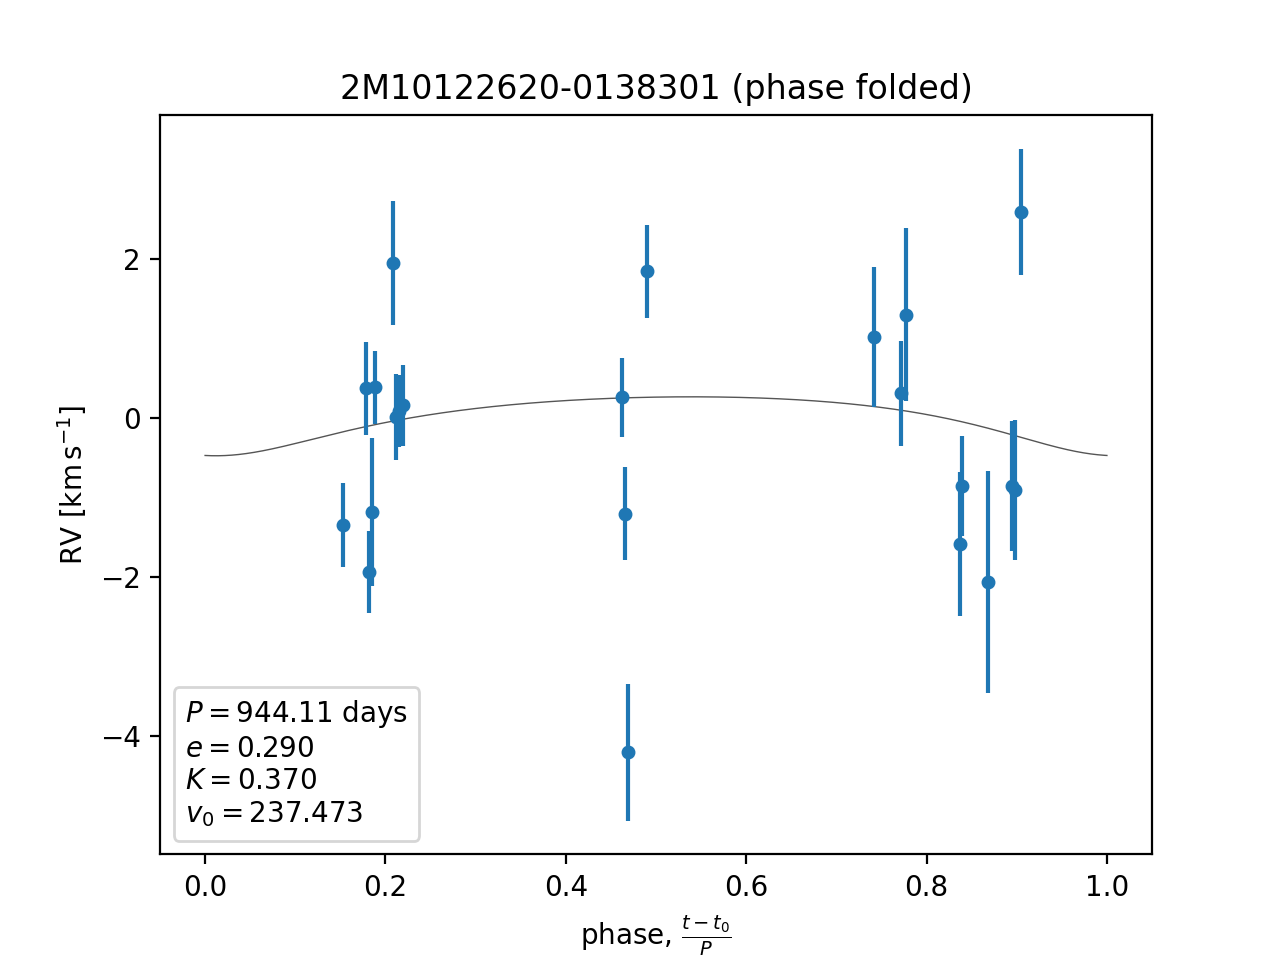 2M10122620-0138301 (phase folded)
RV [km s⁻¹]
2
0
−2
−4
P = 944.11 days
e = 0.290
K = 0.370
v₀ = 237.473
0.0 0.2 0.4 0.6 0.8 1.0
phase, (t − t₀)/P